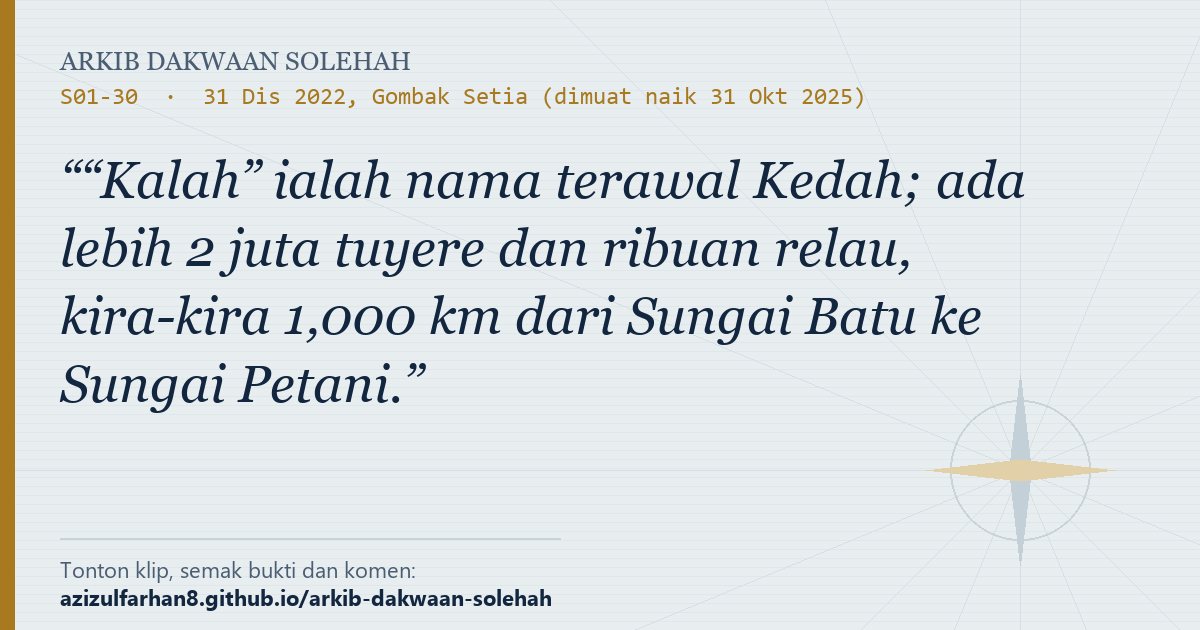 ARKIB DAKWAAN SOLEHAH
S01-30 · 31 Dis 2022, Gombak Setia (dimuat naik 31 Okt 2025)
““Kalah” ialah nama terawal Kedah; ada
lebih 2 juta tuyere dan ribuan relau,
kira-kira 1,000 km dari Sungai Batu ke
Sungai Petani.”
Tonton klip, semak bukti dan komen:
azizulfarhan8.github.io/arkib-dakwaan-solehah